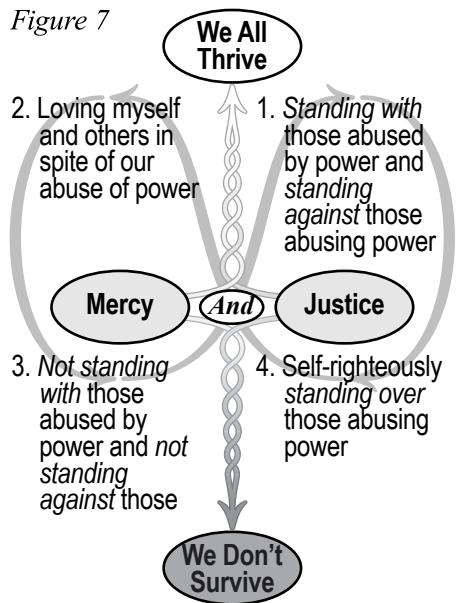 Figure 7
We All
Thrive
2. Loving myself
and others in
spite of our
abuse of power
1. Standing with
those abused
by power and
standing
against those
abusing power
Mercy
And
Justice
3. Not standing
with those
abused by
power and not
standing
against those
4. Self-righteously
standing over
those abusing
power
We Don't
Survive